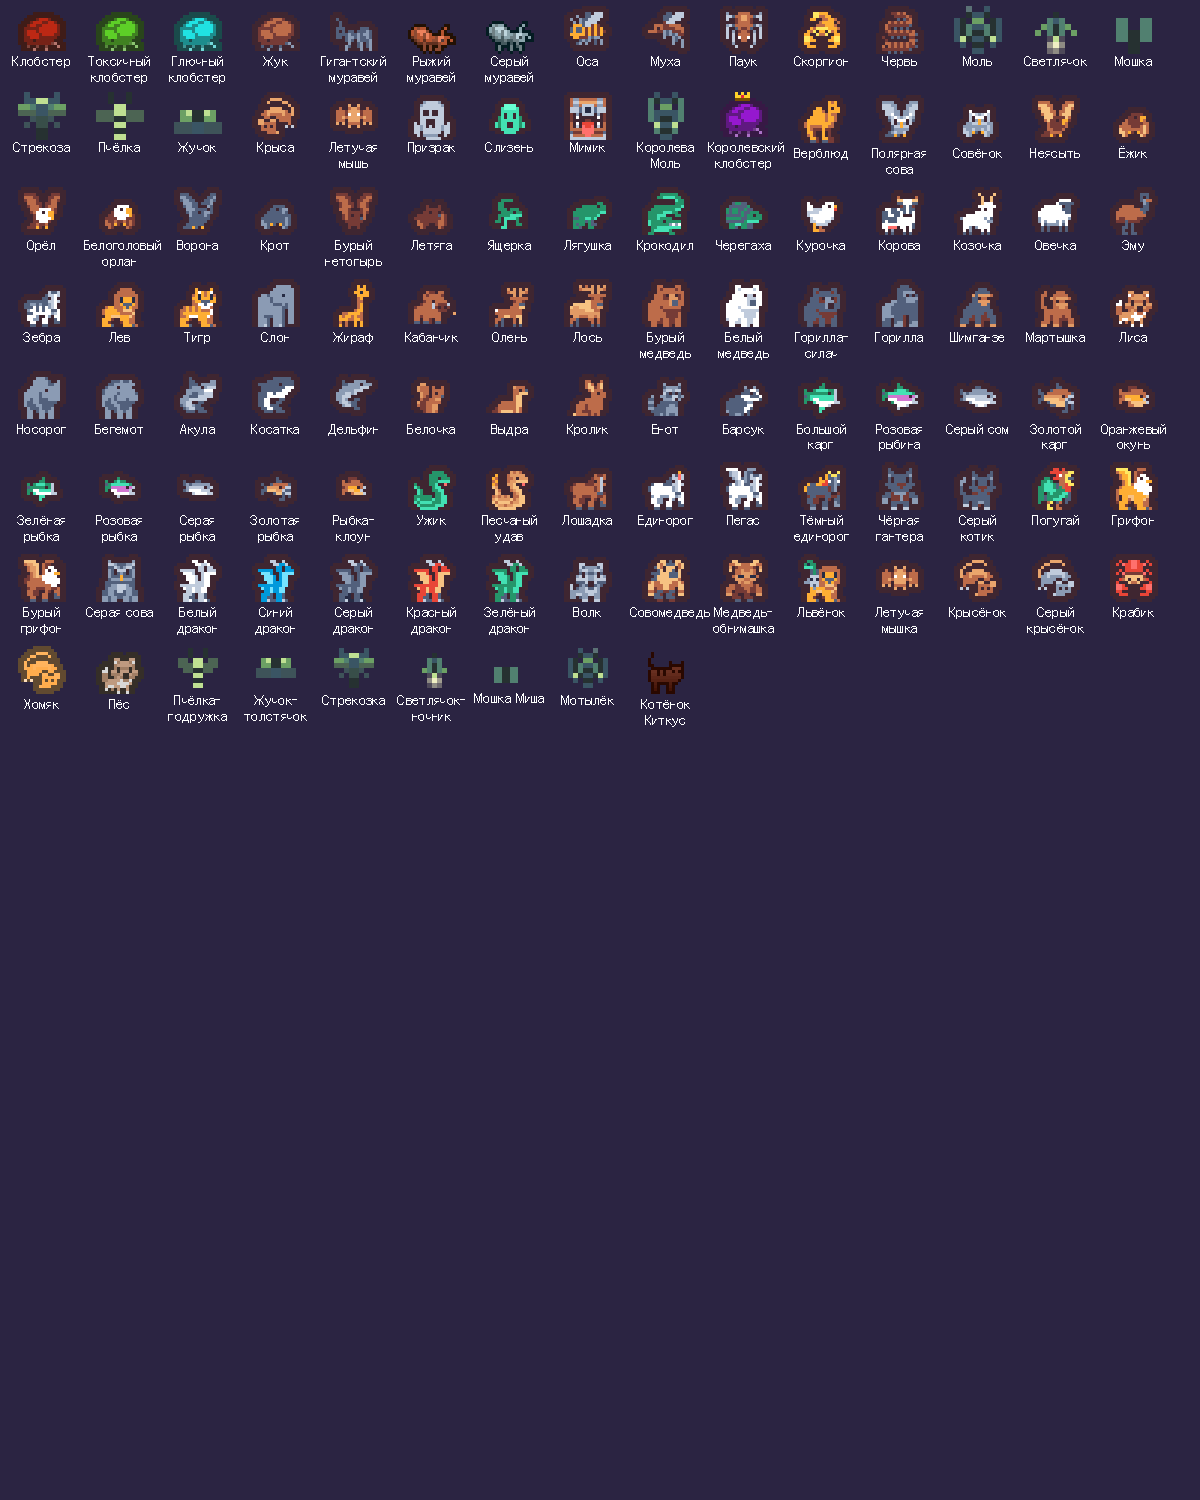 Клобстер
Токсичный
клобстер
Глючный
клобстер
Жук
Гигантский
муравей
Рыжий
муравей
Серый
муравей
Оса
Муха
Паук
Скорпион
Червь
Моль
Светлячок
Мошка
Стрекоза
Пчёлка
Жучок
Крыса
Летучая
мышь
Призрак
Слизень
Мимик
Королева
Моль
Королевский
клобстер
Верблюд
Полярная
сова
Совёнок
Неясыть
Ёжик
Орёл
Белоголовый
орлан
Ворона
Крот
Бурый
нетопырь
Летяга
Ящерка
Лягушка
Крокодил
Черепаха
Курочка
Корова
Козочка
Овечка
Эму
Зебра
Лев
Тигр
Слон
Жираф
Кабанчик
Олень
Лось
Бурый
медведь
Белый
медведь
Горилла-
силач
Горилла
Шимпанзе
Мартышка
Лиса
Носорог
Бегемот
Акула
Косатка
Дельфин
Белочка
Выдра
Кролик
Енот
Барсук
Большой
карп
Розовая
рыбина
Серый сом
Золотой
карп
Оранжевый
окунь
Зелёная
рыбка
Розовая
рыбка
Серая
рыбка
Золотая
рыбка
Рыбка-
клоун
Ужик
Песчаный
удав
Лошадка
Единорог
Пегас
Тёмный
единорог
Чёрная
пантера
Серый
котик
Попугай
Грифон
Бурый
грифон
Серая сова
Белый
дракон
Синий
дракон
Серый
дракон
Красный
дракон
Зелёный
дракон
Волк
Совомедведь
Медведь-
обнимашка
Львёнок
Летучая
мышка
Крысёнок
Серый
крысёнок
Крабик
Хомяк
Пёс
Пчёлка-
подружка
Жучок-
толстячок
Стрекозка
Светлячок-
ночник
Мошка Миша
Мотылёк
Котёнок
Киткус